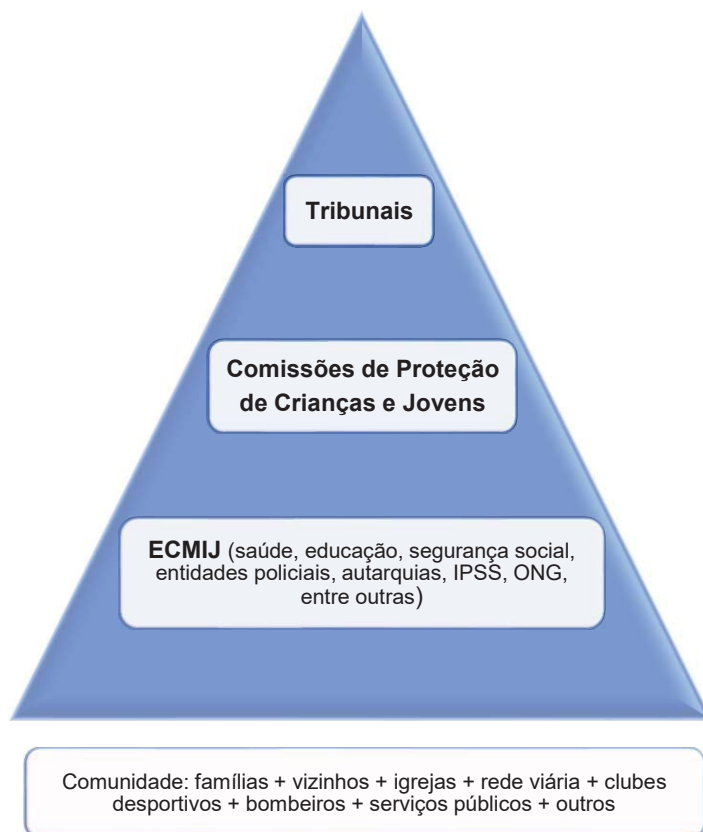 Tribunais
Comissões de Proteção
de Crianças e Jovens
ECMIJ (saúde, educação, segurança social,
entidades policiais, autarquias, IPSS, ONG,
entre outras)
Comunidade: famílias + vizinhos + igrejas + rede viária + clubes
desportivos + bombeiros + serviços públicos + outros